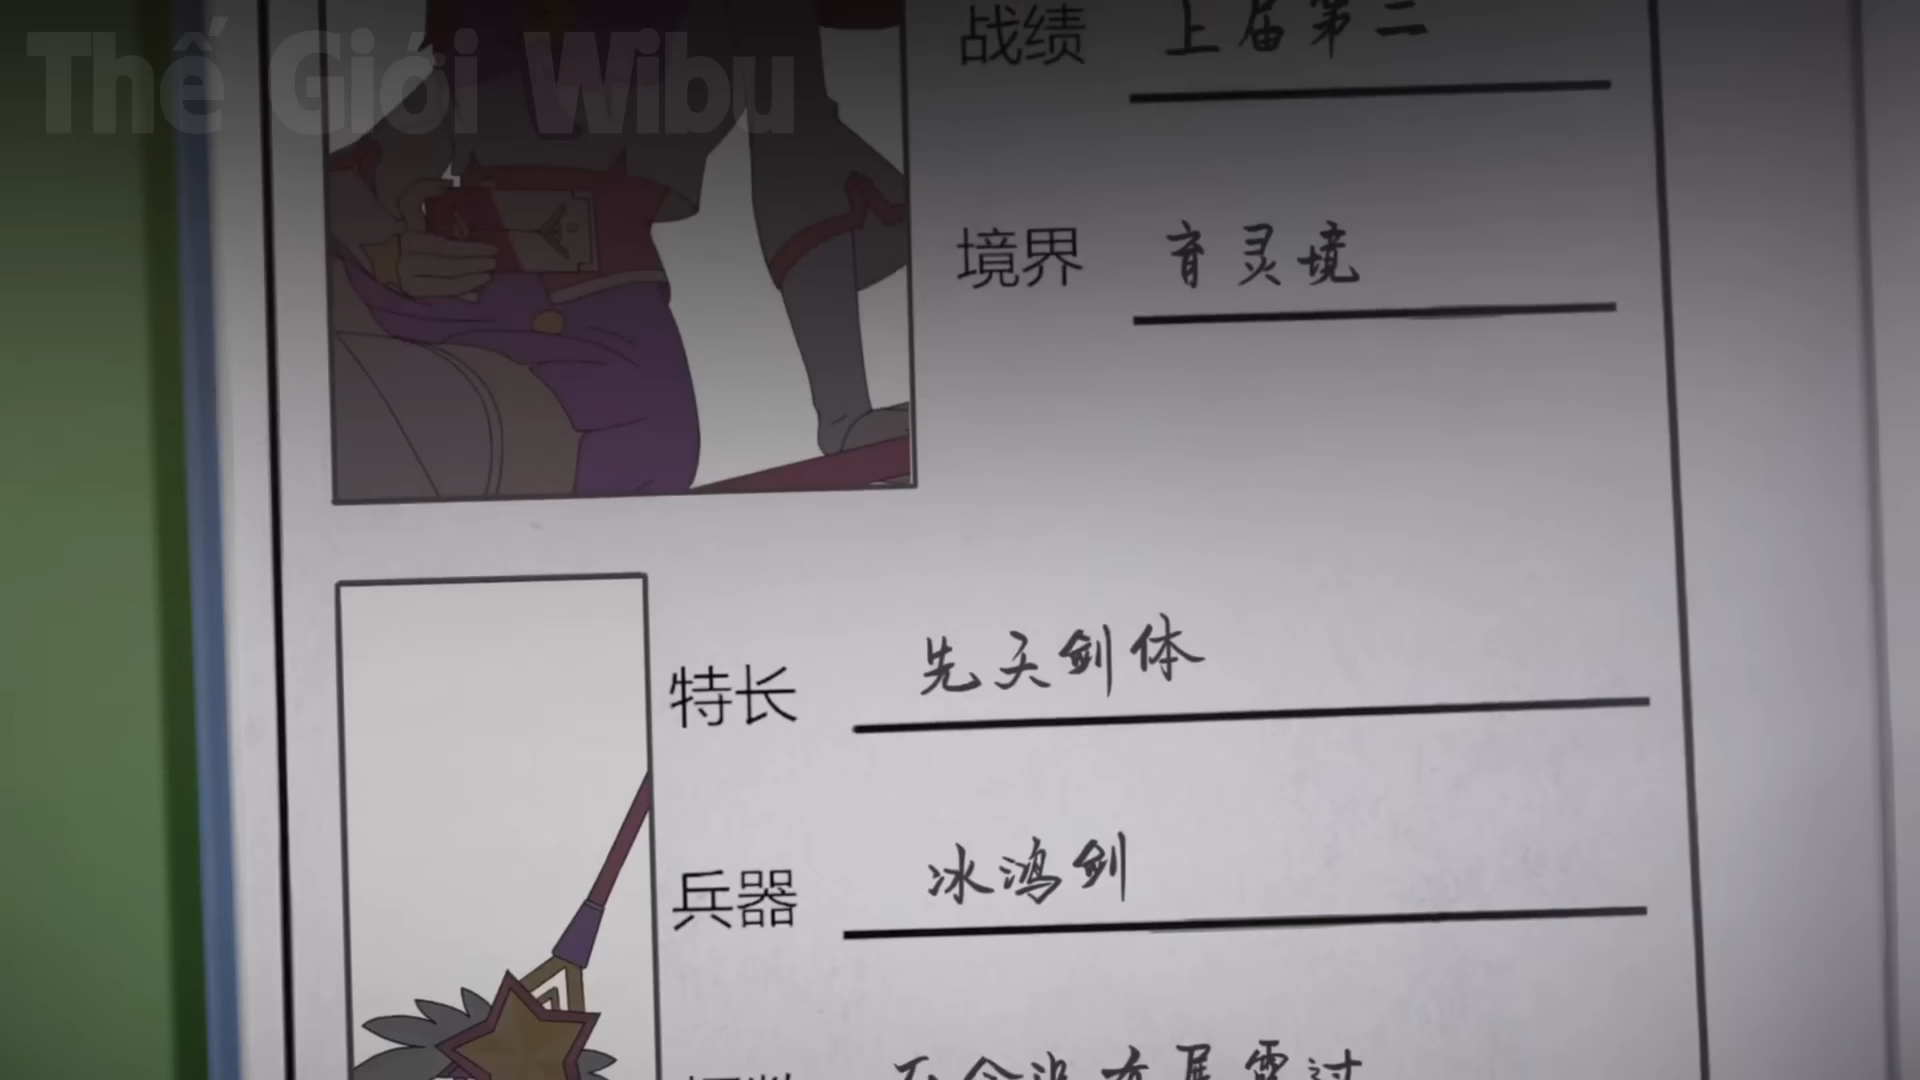 Thế Giới Wibu
战绩 上届第二
境界 育灵境
特长 先天剑体
兵器 冰鸿剑